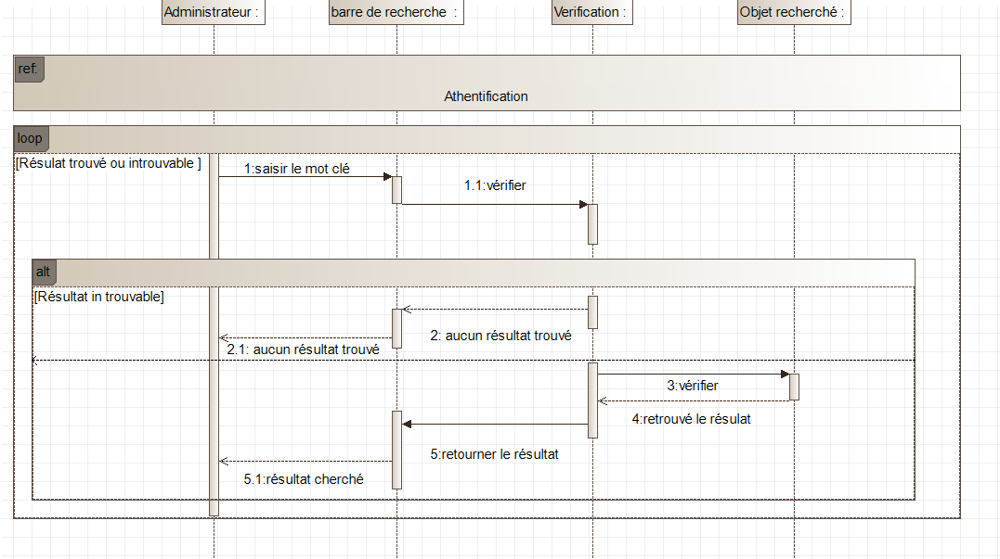 Administrateur :
barre de recherche :
Verification :
Objet recherché :
ref:
Athentification
loop
[Résulat trouvé ou introuvable ]
1:saisir le mot clé
1.1:vérifier
alt
[Résultat in trouvable]
2: aucun résultat trouvé
2.1: aucun résultat trouvé
3:vérifier
4:retrouvé le résulat
5:retourner le résultat
5.1:résultat cherché